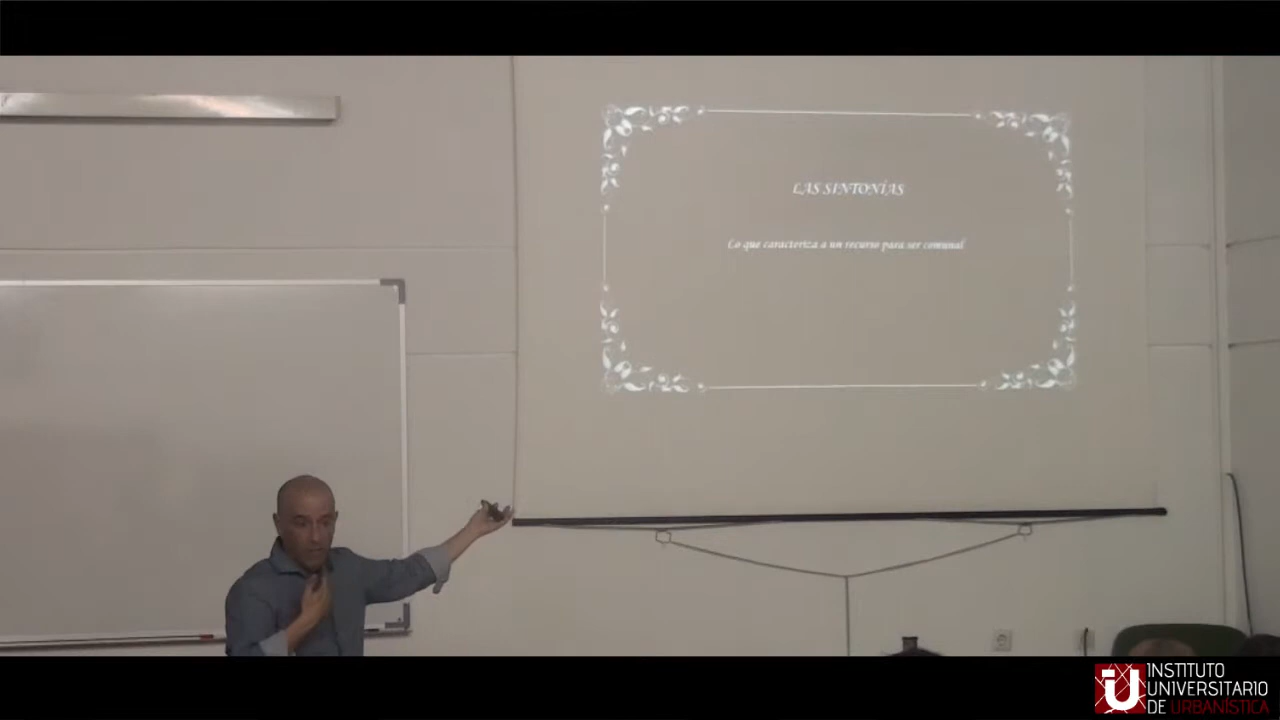 LAS SINTONÍAS
Lo que caracteriza a un recurso para ser comunal
INSTITUTO
UNIVERSITARIO
DE URBANÍSTICA